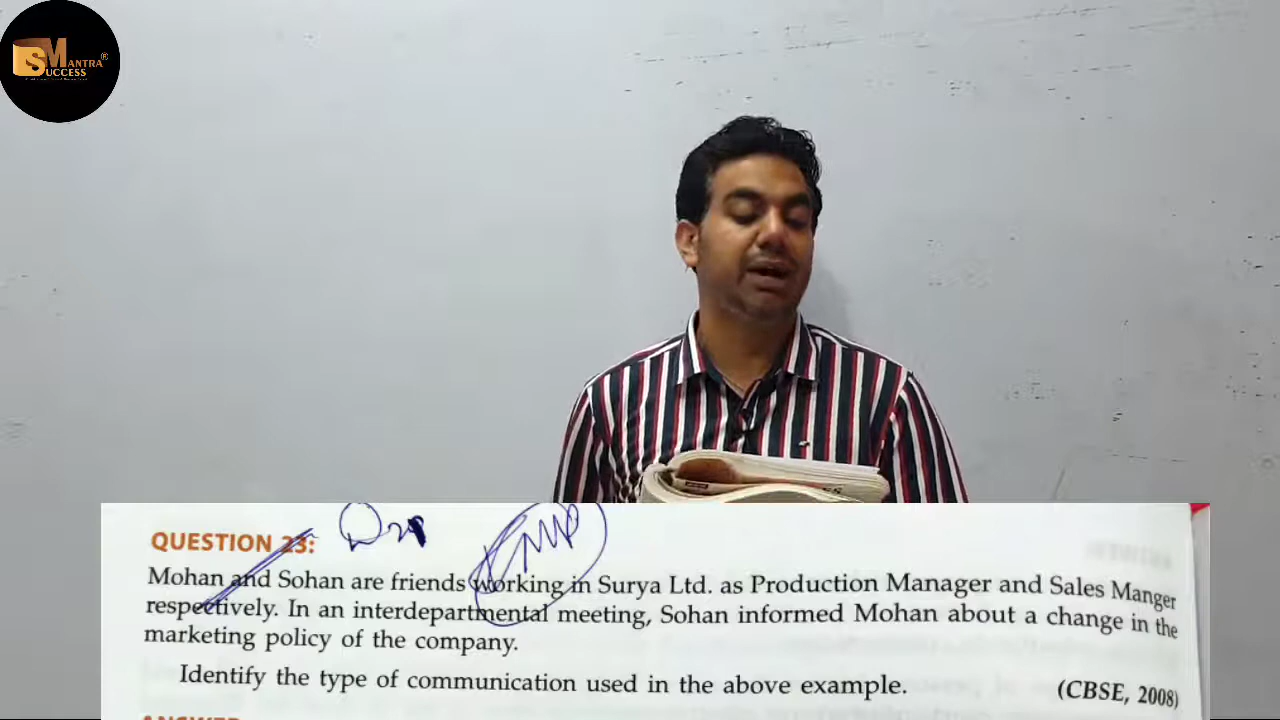 SUCCESS MANTRA®
QUESTION 23:
Mohan and Sohan are friends working in Surya Ltd. as Production Manager and Sales Manger
respectively. In an interdepartmental meeting, Sohan informed Mohan about a change in the
marketing policy of the company.
Identify the type of communication used in the above example.
(CBSE, 2008)
ANSWER